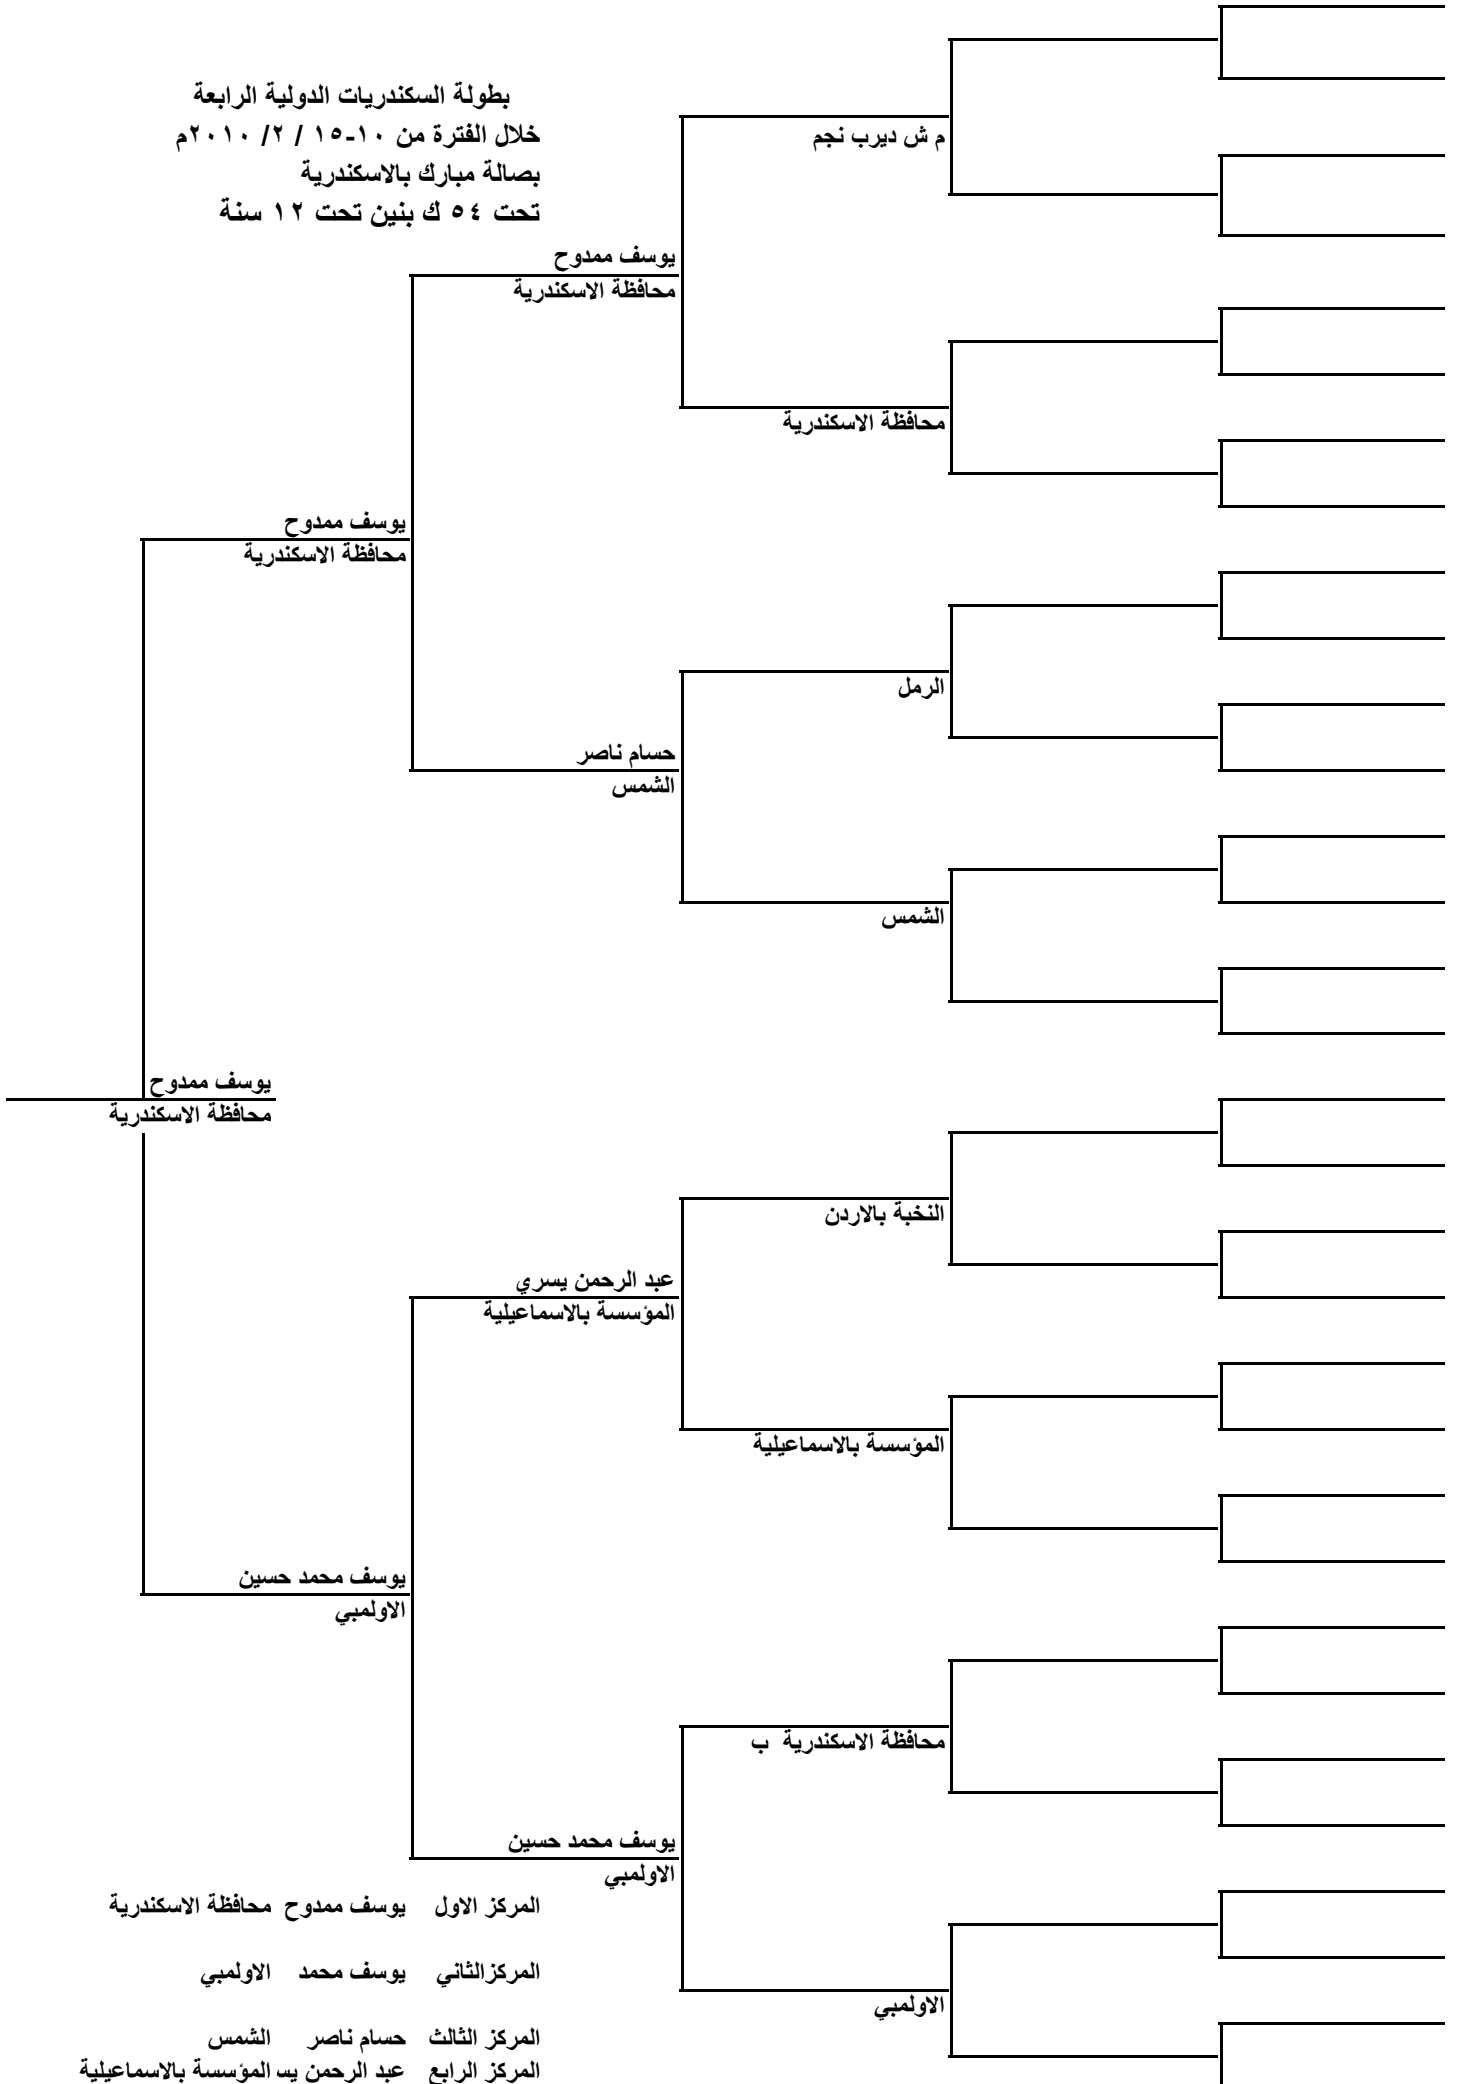 بطولة السكندريات الدولية الرابعة
خلال الفترة من ١٠-١٥ / ٢/ ٢٠١٠م
م ش ديرب نجم
بصالة مبارك بالاسكندرية
تحت ٥٤ ك بنين تحت ١٢ سنة
يوسف ممدوح
محافظة الاسكندرية
محافظة الاسكندرية
يوسف ممدوح
محافظة الاسكندرية
الرمل
حسام ناصر
الشمس
الشمس
يوسف ممدوح
محافظة الاسكندرية
النخبة بالاردن
عبد الرحمن يسري
المؤسسة بالاسماعيلية
المؤسسة بالاسماعيلية
يوسف محمد حسين
الاولمبي
محافظة الاسكندرية ب
يوسف محمد حسين
الاولمبي
المركز الاول يوسف ممدوح محافظة الاسكندرية
المركزالثاني يوسف محمد الاولمبي
الاولمبي
المركز الثالث حسام ناصر الشمس
المركز الرابع عبد الرحمن يس المؤسسة بالاسماعيلية